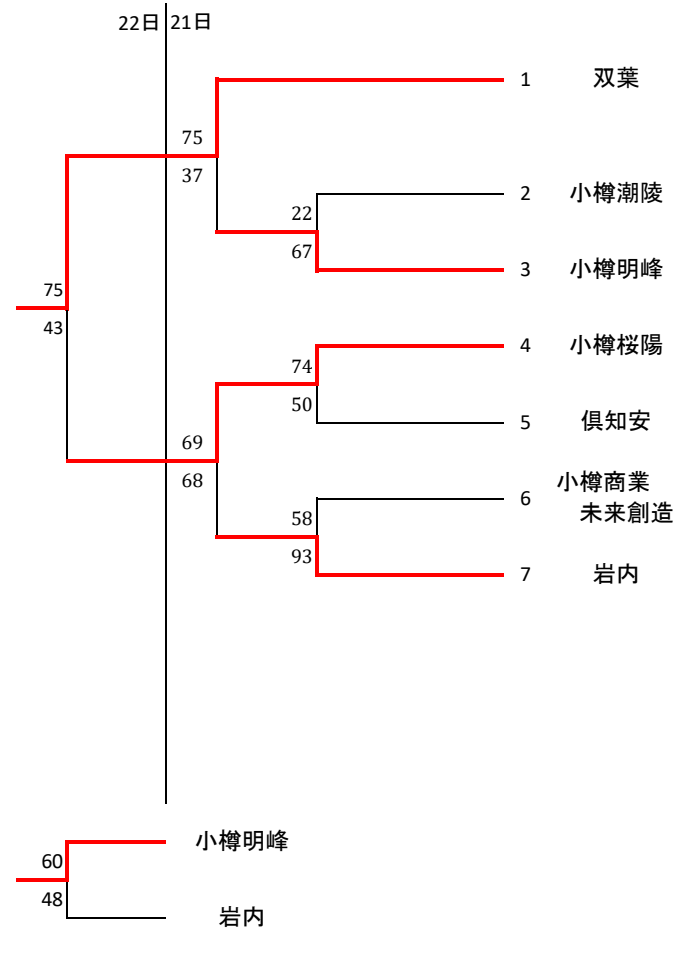 22日 21日
1 双葉
75
37
2 小樽潮陵
22
67
3 小樽明峰
75
43
4 小樽桜陽
74
50
5 倶知安
69
68
6 小樽商業
未来創造
58
93
7 岩内
小樽明峰
60
48
岩内